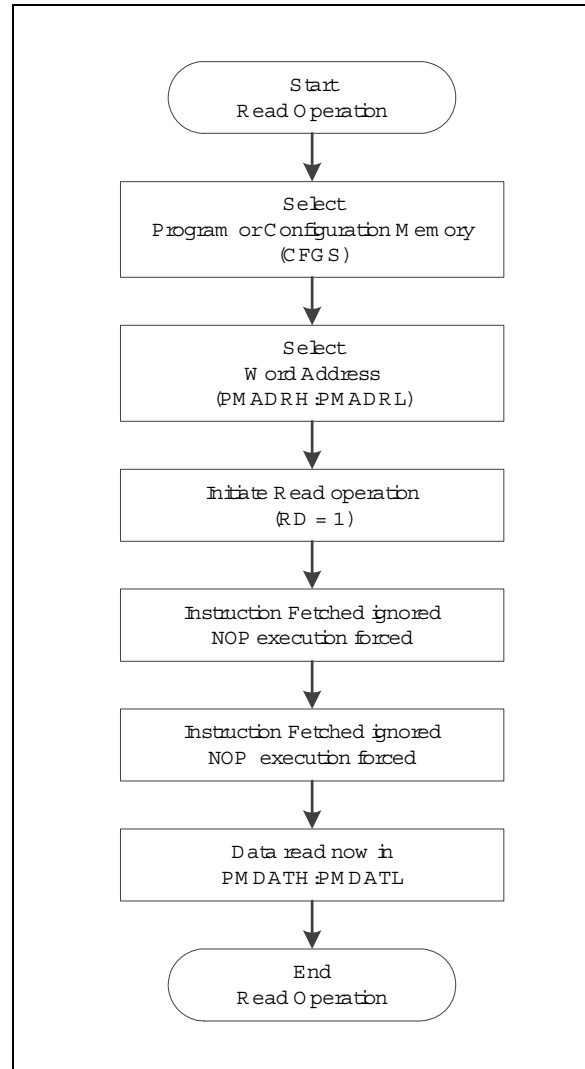 Start
Read Operation
Select
Program or Configuration Memory
(CFGS)
Select
Word Address
(PMADRH:PMADRL)
Initiate Read operation
(RD = 1)
Instruction Fetched ignored
NOP execution forced
Instruction Fetched ignored
NOP execution forced
Data read now in
PMDATH:PMDATL
End
Read Operation